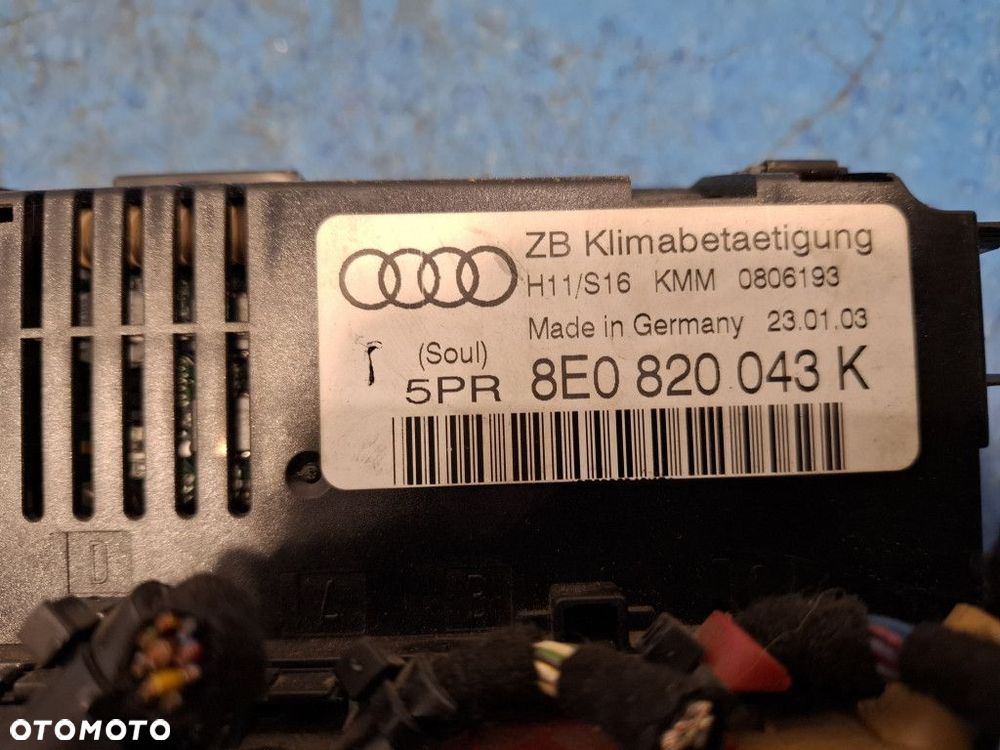 ZB Klimabetaetigung
H11/S16 KMM 0806193
Made in Germany 23.01.03
(Soul)
5PR 8E0 820 043 K
D
B
OTOMOTO